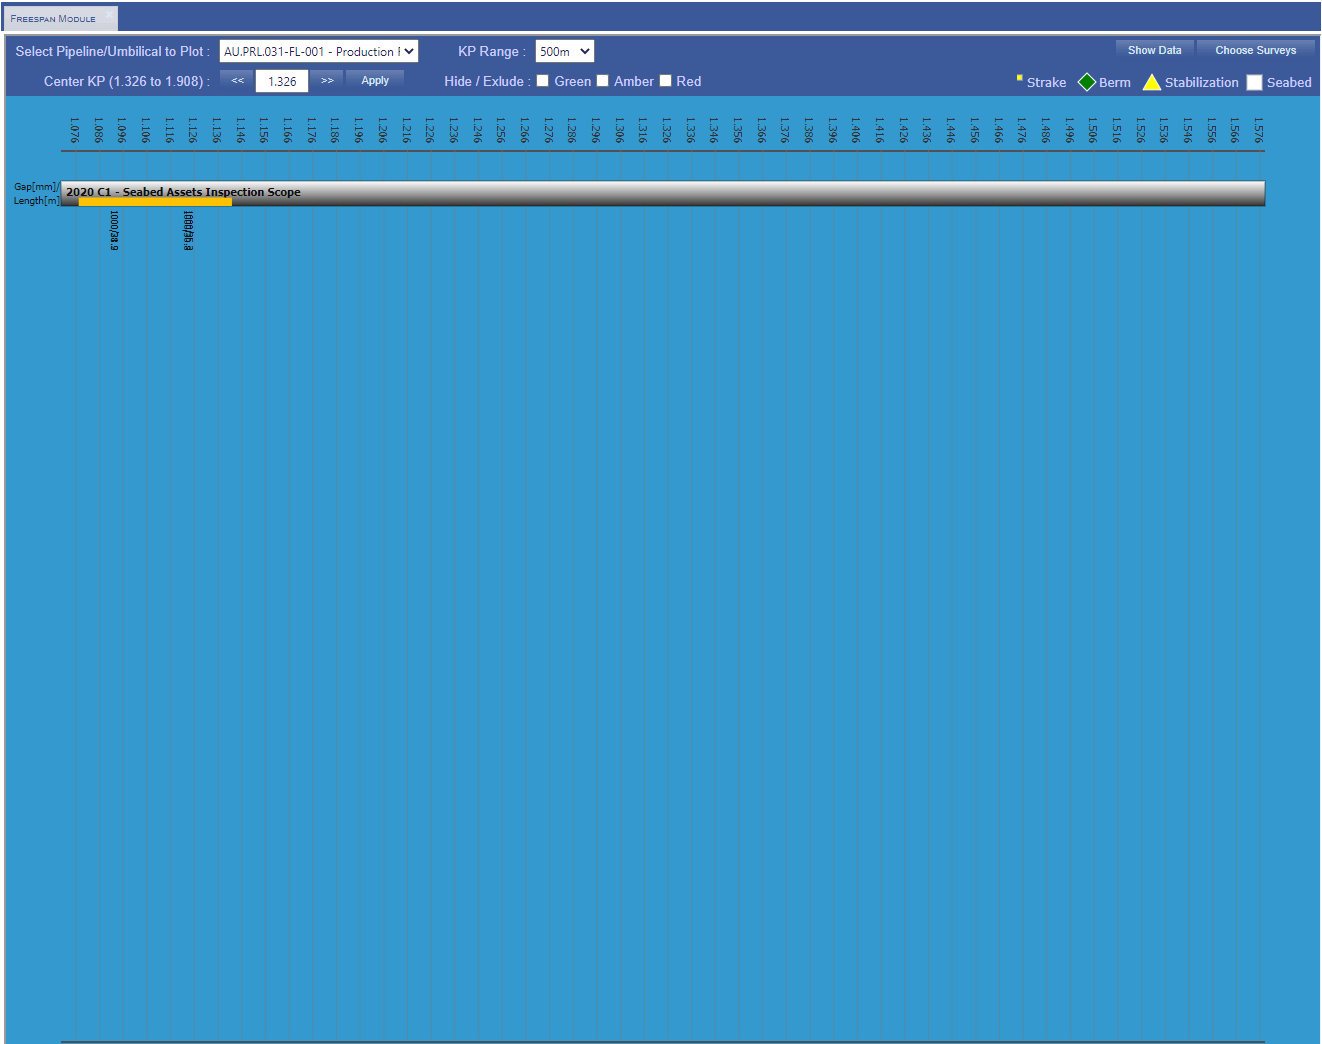 Freespan Module
Select Pipeline/Umbilical to Plot : AU.PRL.031-FL-001 - Production KP Range : 500m Show Data Choose Surveys
Center KP (1.326 to 1.908) : << 1.326 >> Apply Hide / Exlude : Green Amber Red Strake Berm Stabilization Seabed
1.076 1.086 1.096 1.106 1.116 1.126 1.136 1.146 1.156 1.166 1.176 1.186 1.196 1.206 1.216 1.226 1.236 1.246 1.256 1.266 1.276 1.286 1.296 1.306 1.316 1.326 1.336 1.346 1.356 1.366 1.376 1.386 1.396 1.406 1.416 1.426 1.436 1.446 1.456 1.466 1.476 1.486 1.496 1.506 1.516 1.526 1.536 1.546 1.556 1.566 1.576
Gap[mm]/
Length[m]
2020 C1 - Seabed Assets Inspection Scope